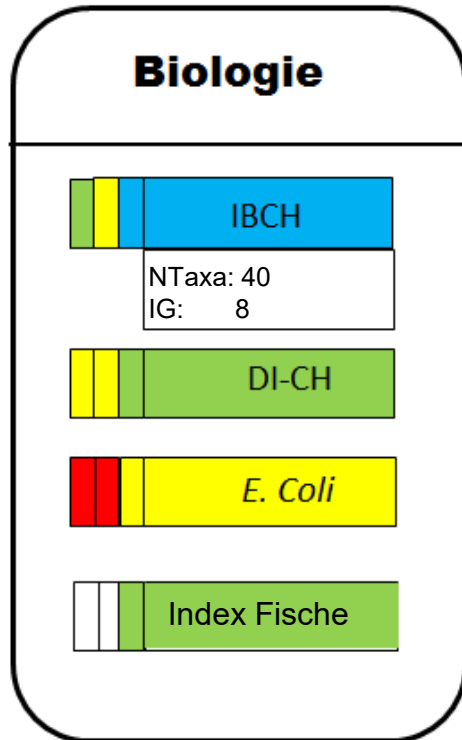 Biologie
IBCH
NTaxa: 40
IG: 8
DI-CH
E. Coli
Index Fische